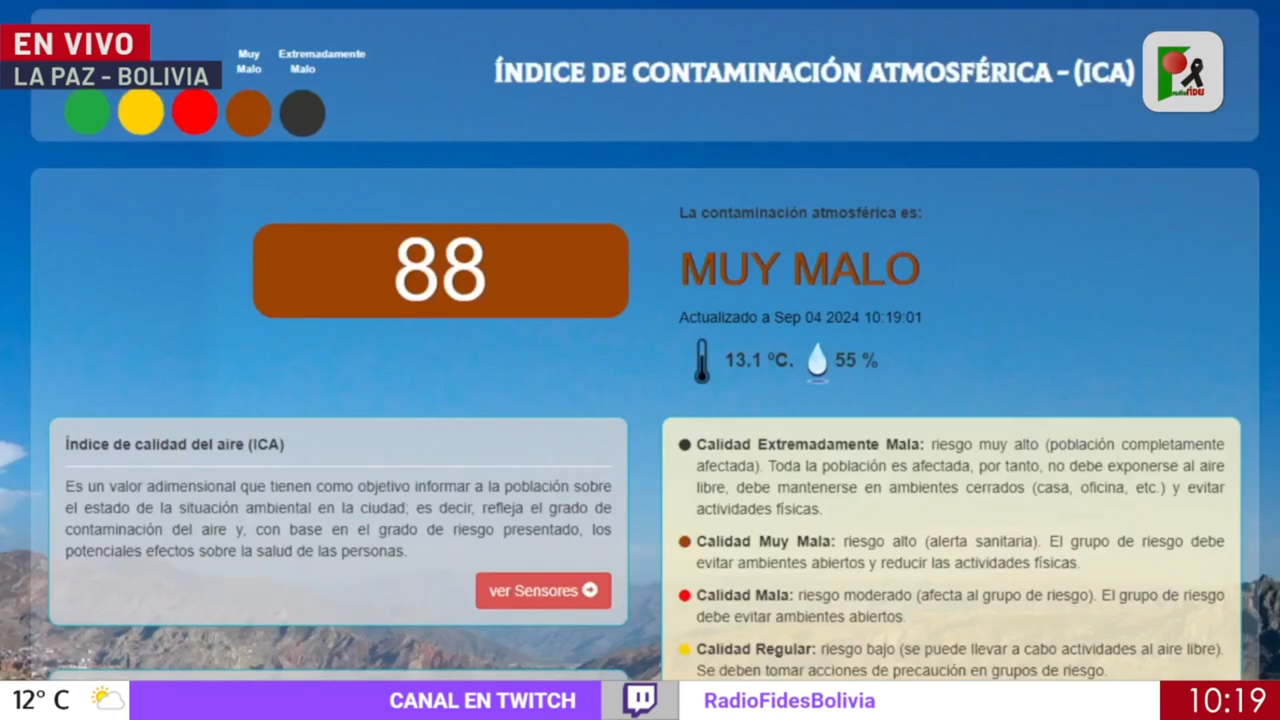 EN VIVO
LA PAZ - BOLIVIA
Muy
Malo
Extremadamente
Malo
ÍNDICE DE CONTAMINACIÓN ATMOSFÉRICA - (ICA)
radio FIDES
88
La contaminación atmosférica es:
MUY MALO
Actualizado a Sep 04 2024 10:19:01
13.1 ºC. 55 %
Índice de calidad del aire (ICA)
Es un valor adimensional que tienen como objetivo informar a la población sobre
el estado de la situación ambiental en la ciudad; es decir, refleja el grado de
contaminación del aire y, con base en el grado de riesgo presentado, los
potenciales efectos sobre la salud de las personas.
ver Sensores
Calidad Extremadamente Mala: riesgo muy alto (población completamente
afectada). Toda la población es afectada, por tanto, no debe exponerse al aire
libre, debe mantenerse en ambientes cerrados (casa, oficina, etc.) y evitar
actividades físicas.
Calidad Muy Mala: riesgo alto (alerta sanitaria). El grupo de riesgo debe
evitar ambientes abiertos y reducir las actividades físicas.
Calidad Mala: riesgo moderado (afecta al grupo de riesgo). El grupo de riesgo
debe evitar ambientes abiertos.
Calidad Regular: riesgo bajo (se puede llevar a cabo actividades al aire libre).
Se deben tomar acciones de precaución en grupos de riesgo.
12° C
CANAL EN TWITCH
RadioFidesBolivia
10:19